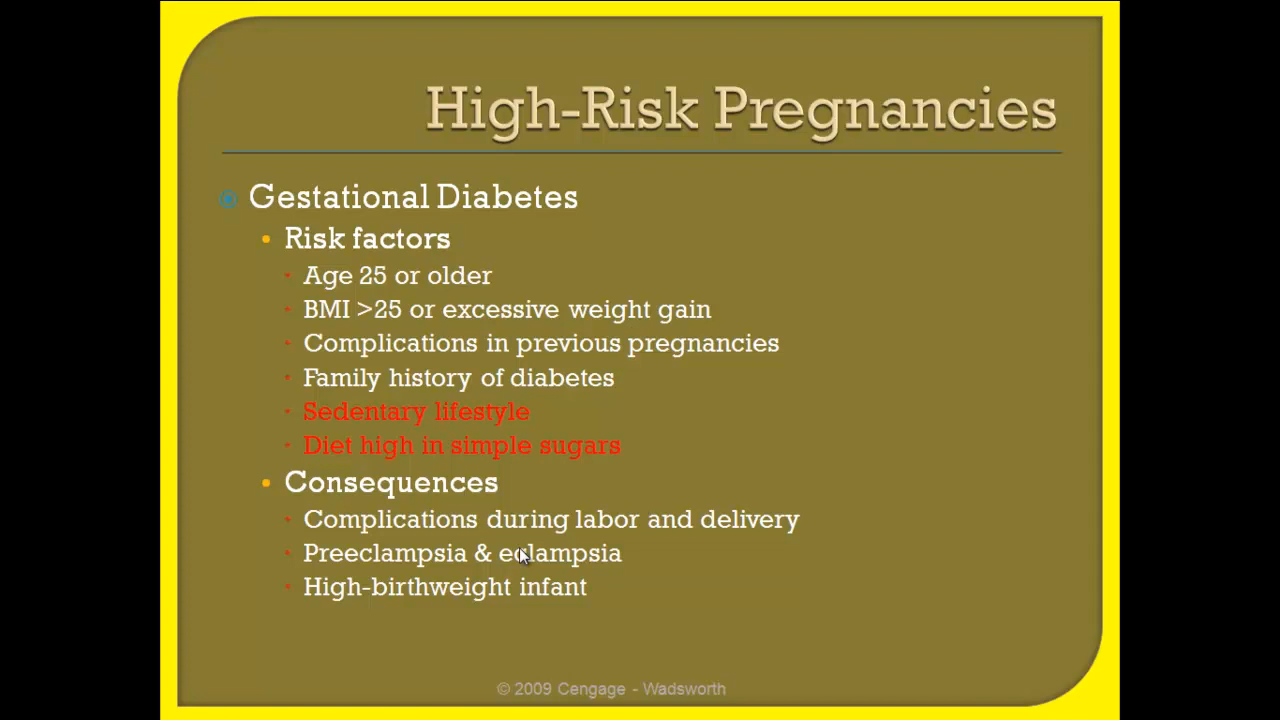 High-Risk Pregnancies
Gestational Diabetes
Risk factors
Age 25 or older
BMI >25 or excessive weight gain
Complications in previous pregnancies
Family history of diabetes
Sedentary lifestyle
Diet high in simple sugars
Consequences
Complications during labor and delivery
Preeclampsia & eclampsia
High-birthweight infant
© 2009 Cengage - Wadsworth